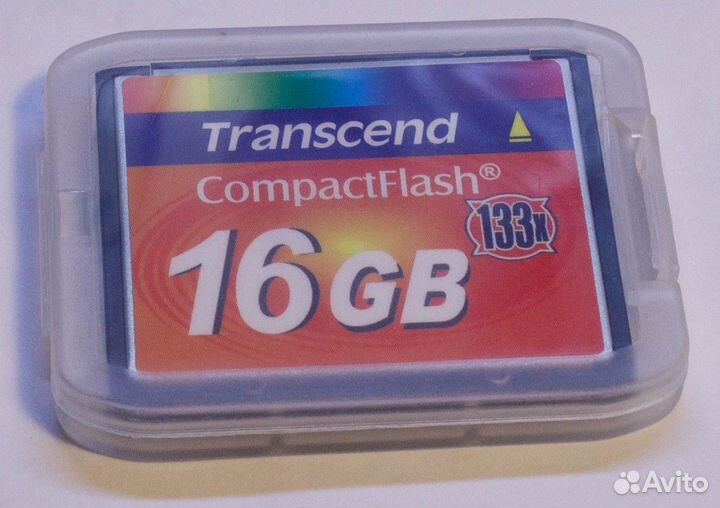 Transcend
CompactFlash®
133x
16GB
Avito